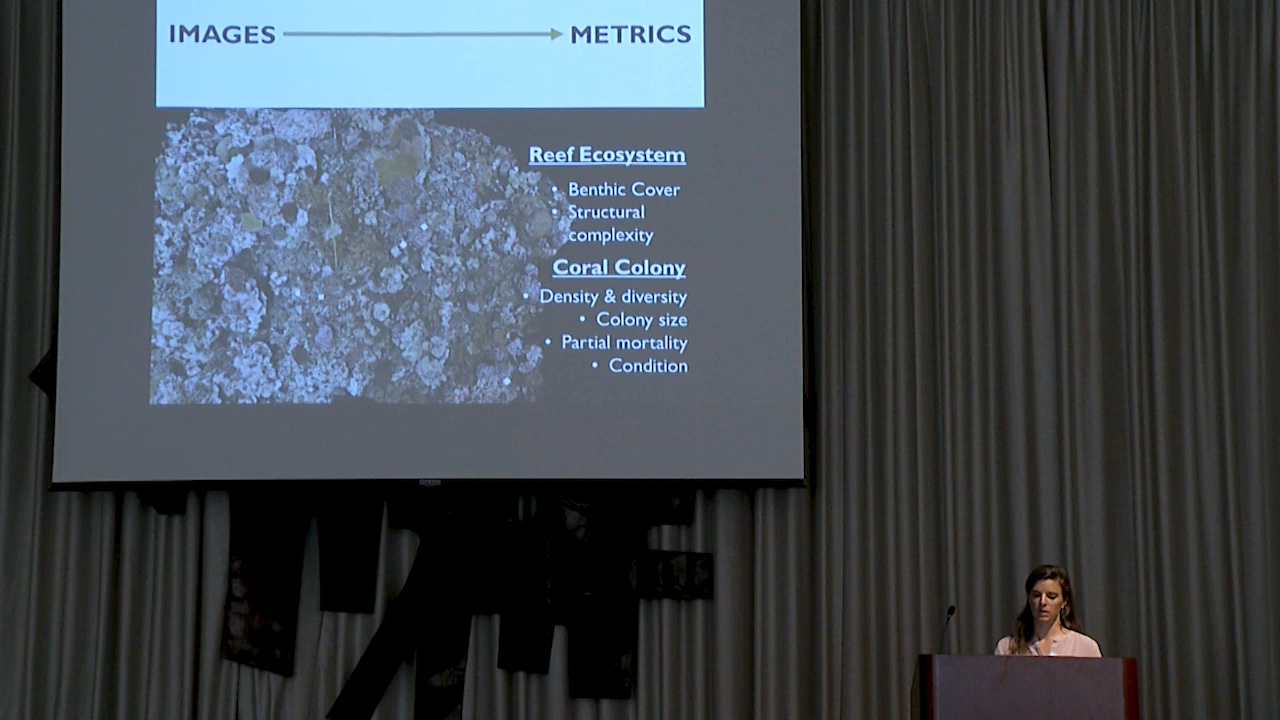 IMAGES METRICS
Reef Ecosystem
• Benthic Cover
• Structural
complexity
Coral Colony
• Density & diversity
• Colony size
• Partial mortality
• Condition